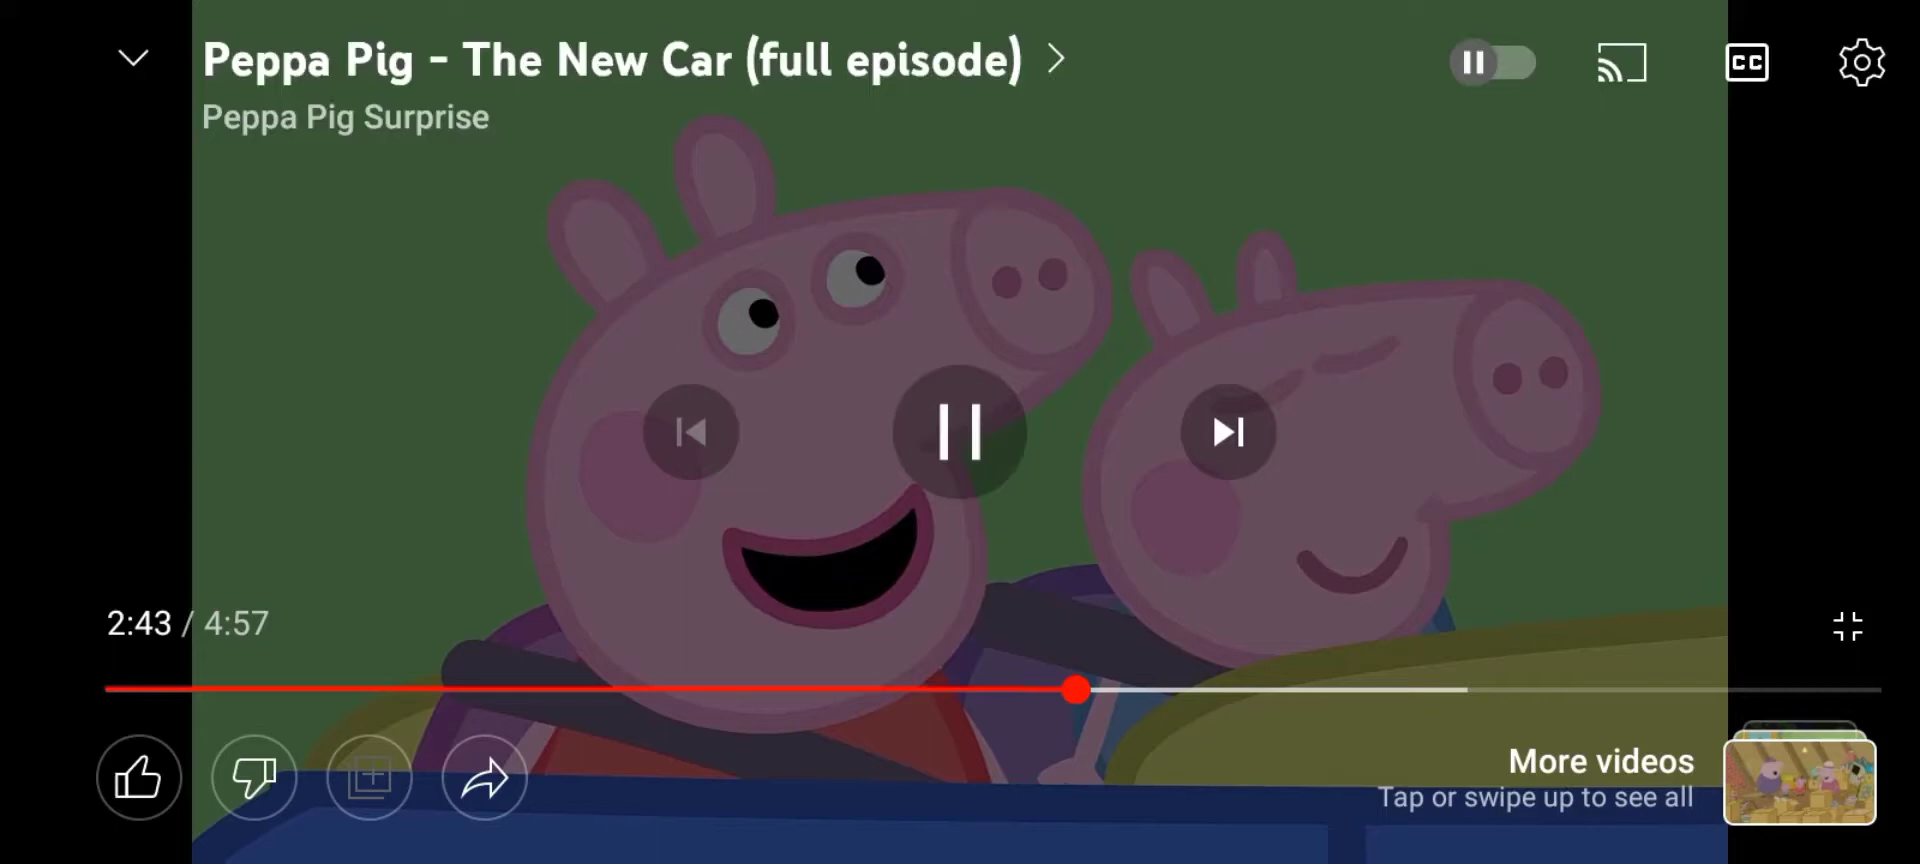 Peppa Pig - The New Car (full episode)
Peppa Pig Surprise
CC
2:43 / 4:57
More videos
Tap or swipe up to see all